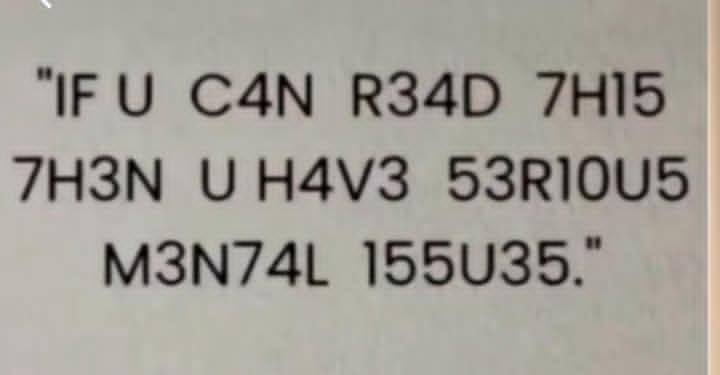 "IF U C4N R34D 7H15
7H3N U H4V3 53R10U5
M3N74L 155U35."